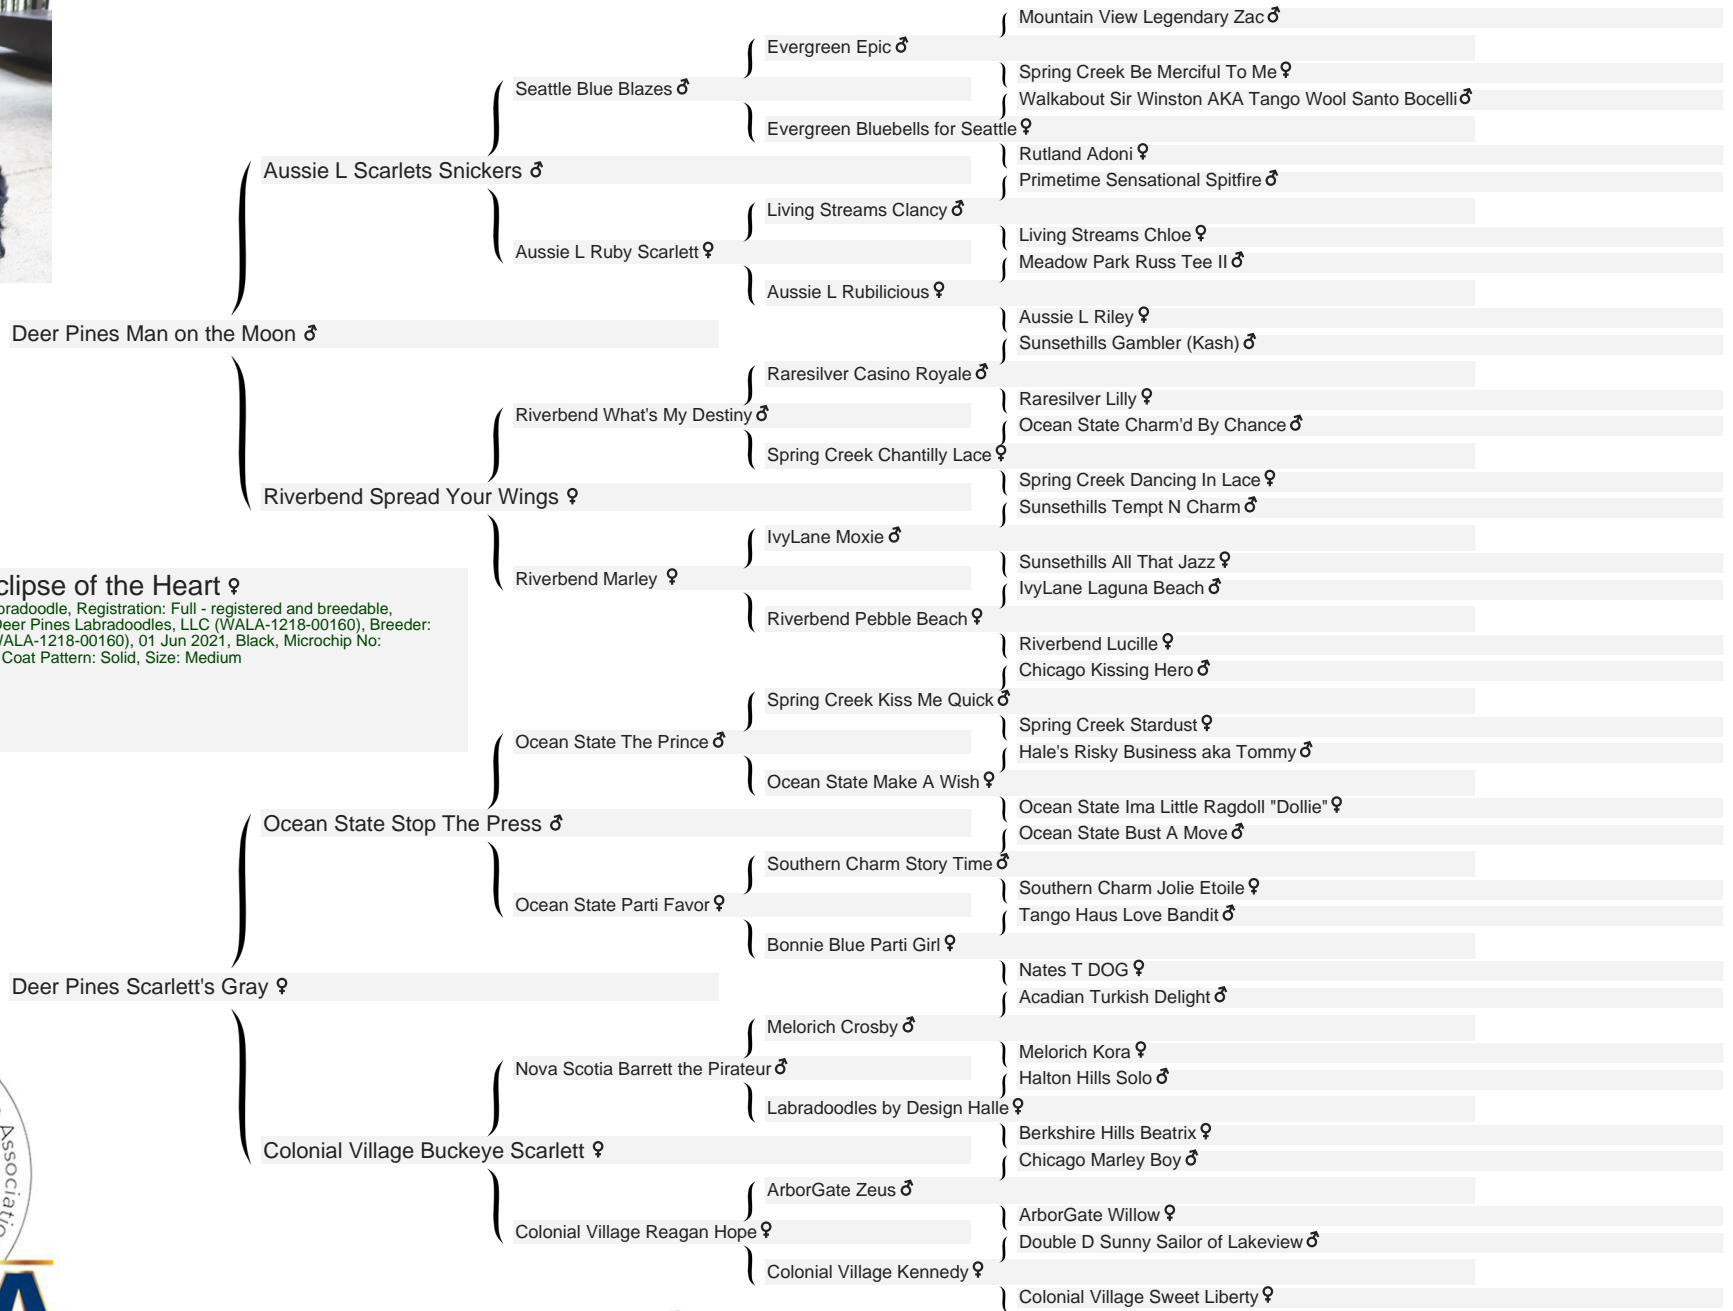 Mountain View Legendary Zac ♂
Evergreen Epic ♂
Spring Creek Be Merciful To Me ♀
Seattle Blue Blazes ♂
Walkabout Sir Winston AKA Tango Wool Santo Bocelli ♂
Evergreen Bluebells for Seattle ♀
Rutland Adoni ♀
Aussie L Scarlets Snickers ♂
Primetime Sensational Spitfire ♂
Living Streams Clancy ♂
Living Streams Chloe ♀
Aussie L Ruby Scarlett ♀
Meadow Park Russ Tee II ♂
Aussie L Rubilicious ♀
Aussie L Riley ♀
Deer Pines Man on the Moon ♂
Sunsethills Gambler (Kash) ♂
Raresilver Casino Royale ♂
Raresilver Lilly ♀
Riverbend What's My Destiny ♂
Ocean State Charm'd By Chance ♂
Spring Creek Chantilly Lace ♀
Spring Creek Dancing In Lace ♀
Riverbend Spread Your Wings ♀
Sunsethills Tempt N Charm ♂
IvyLane Moxie ♂
Sunsethills All That Jazz ♀
Riverbend Marley ♀
IvyLane Laguna Beach ♂
Riverbend Pebble Beach ♀
Riverbend Lucille ♀
clipse of the Heart ♀
bradoodle, Registration: Full - registered and breedable,
Deer Pines Labradoodles, LLC (WALA-1218-00160), Breeder:
WALA-1218-00160), 01 Jun 2021, Black, Microchip No:
Coat Pattern: Solid, Size: Medium
Chicago Kissing Hero ♂
Spring Creek Kiss Me Quick ♂
Spring Creek Stardust ♀
Ocean State The Prince ♂
Hale's Risky Business aka Tommy ♂
Ocean State Make A Wish ♀
Ocean State Ima Little Ragdoll "Dollie" ♀
Ocean State Stop The Press ♂
Ocean State Bust A Move ♂
Southern Charm Story Time ♂
Southern Charm Jolie Etoile ♀
Ocean State Parti Favor ♀
Tango Haus Love Bandit ♂
Bonnie Blue Parti Girl ♀
Nates T DOG ♀
Deer Pines Scarlett's Gray ♀
Acadian Turkish Delight ♂
Melorich Crosby ♂
Melorich Kora ♀
Nova Scotia Barrett the Pirateur ♂
Halton Hills Solo ♂
Labradoodles by Design Halle ♀
Berkshire Hills Beatrix ♀
Colonial Village Buckeye Scarlett ♀
Chicago Marley Boy ♂
ArborGate Zeus ♂
ArborGate Willow ♀
Colonial Village Reagan Hope ♀
Double D Sunny Sailor of Lakeview ♂
Colonial Village Kennedy ♀
Colonial Village Sweet Liberty ♀
Associatio
A